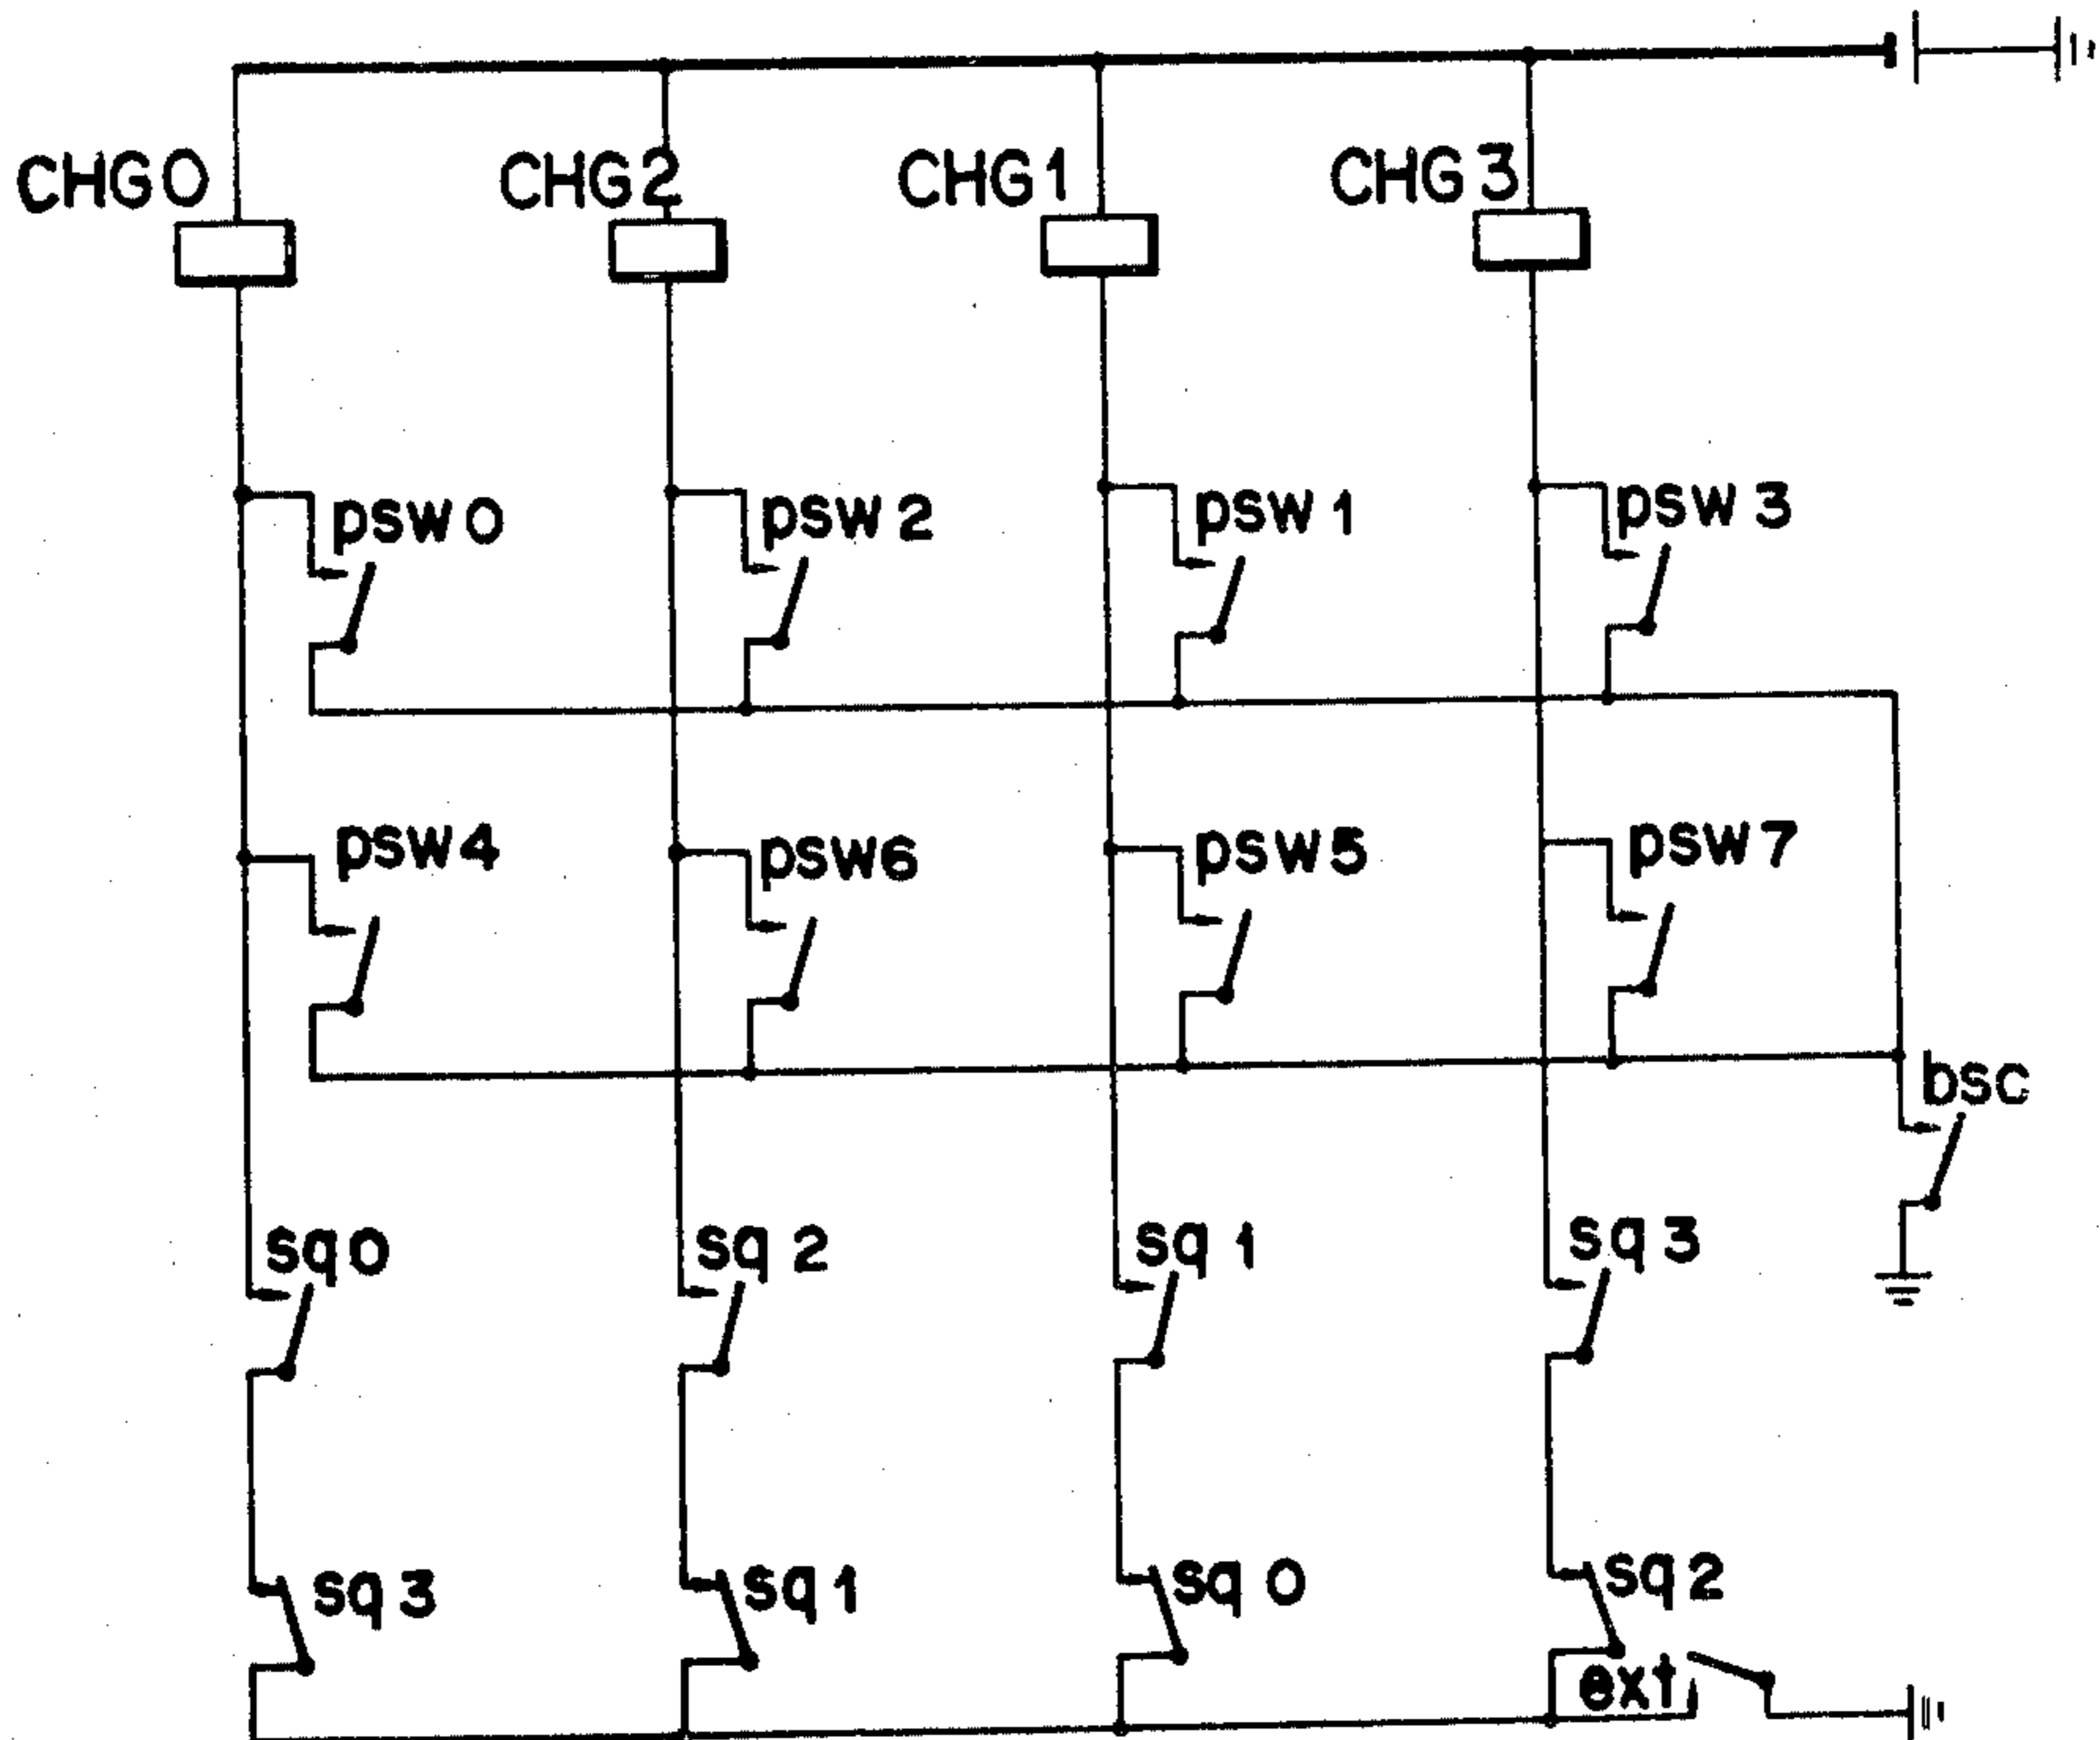 CHG0 CHG2 CHG1 CHG3
psw0 psw2 psw1 psw3
psw4 psw6 psw5 psw7
bsc
sq0 sq2 sq1 sq3
sq3 sq1 sq0 sq2
ext